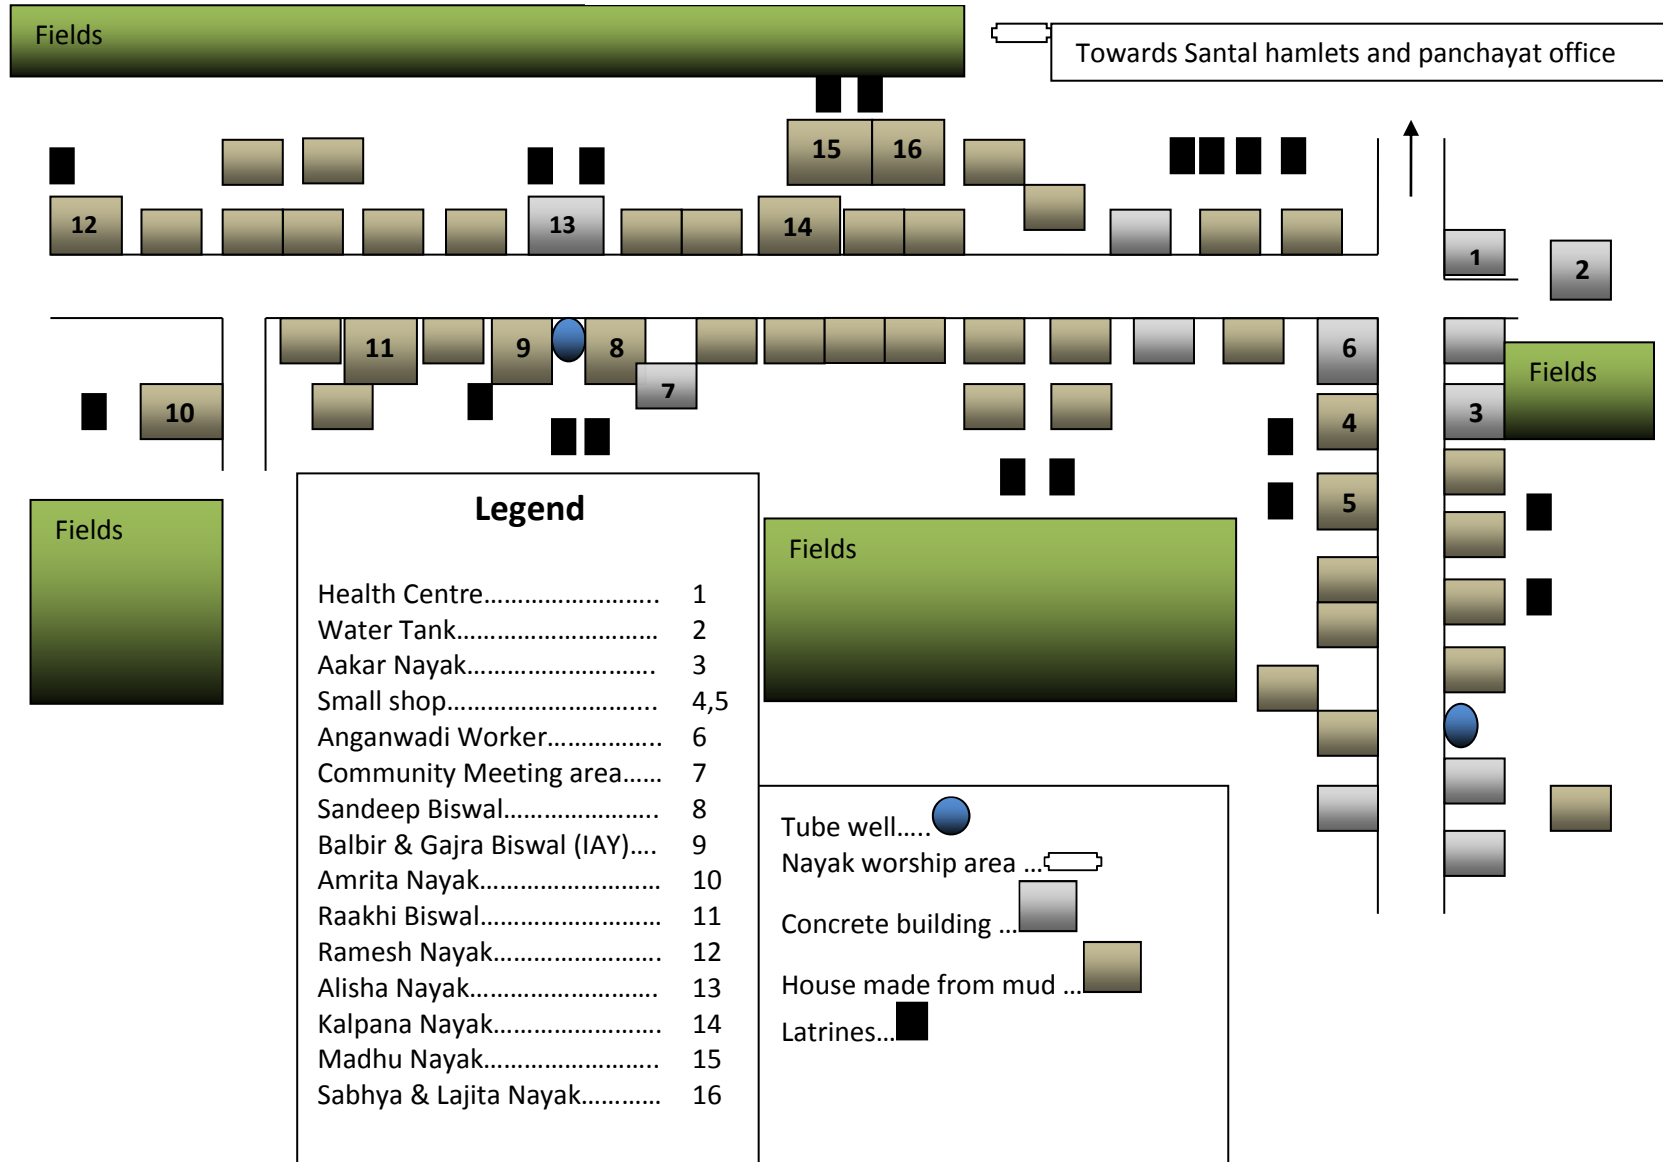 Fields
Towards Santal hamlets and panchayat office
15
16
12
13
14
1
2
11
9
8
7
6
10
4
3
Fields
5
Fields
Fields
Legend
Health Centre.......................... 1
Water Tank............................. 2
Aakar Nayak........................... 3
Small shop.............................. 4,5
Anganwadi Worker................ 6
Community Meeting area...... 7
Sandeep Biswal....................... 8
Balbir & Gajra Biswal (IAY).... 9
Amrita Nayak.......................... 10
Raakhi Biswal.......................... 11
Ramesh Nayak........................ 12
Alisha Nayak........................... 13
Kalpana Nayak........................ 14
Madhu Nayak......................... 15
Sabhya & Lajita Nayak............ 16
Tube well.....
Nayak worship area ...
Concrete building ...
House made from mud ...
Latrines...